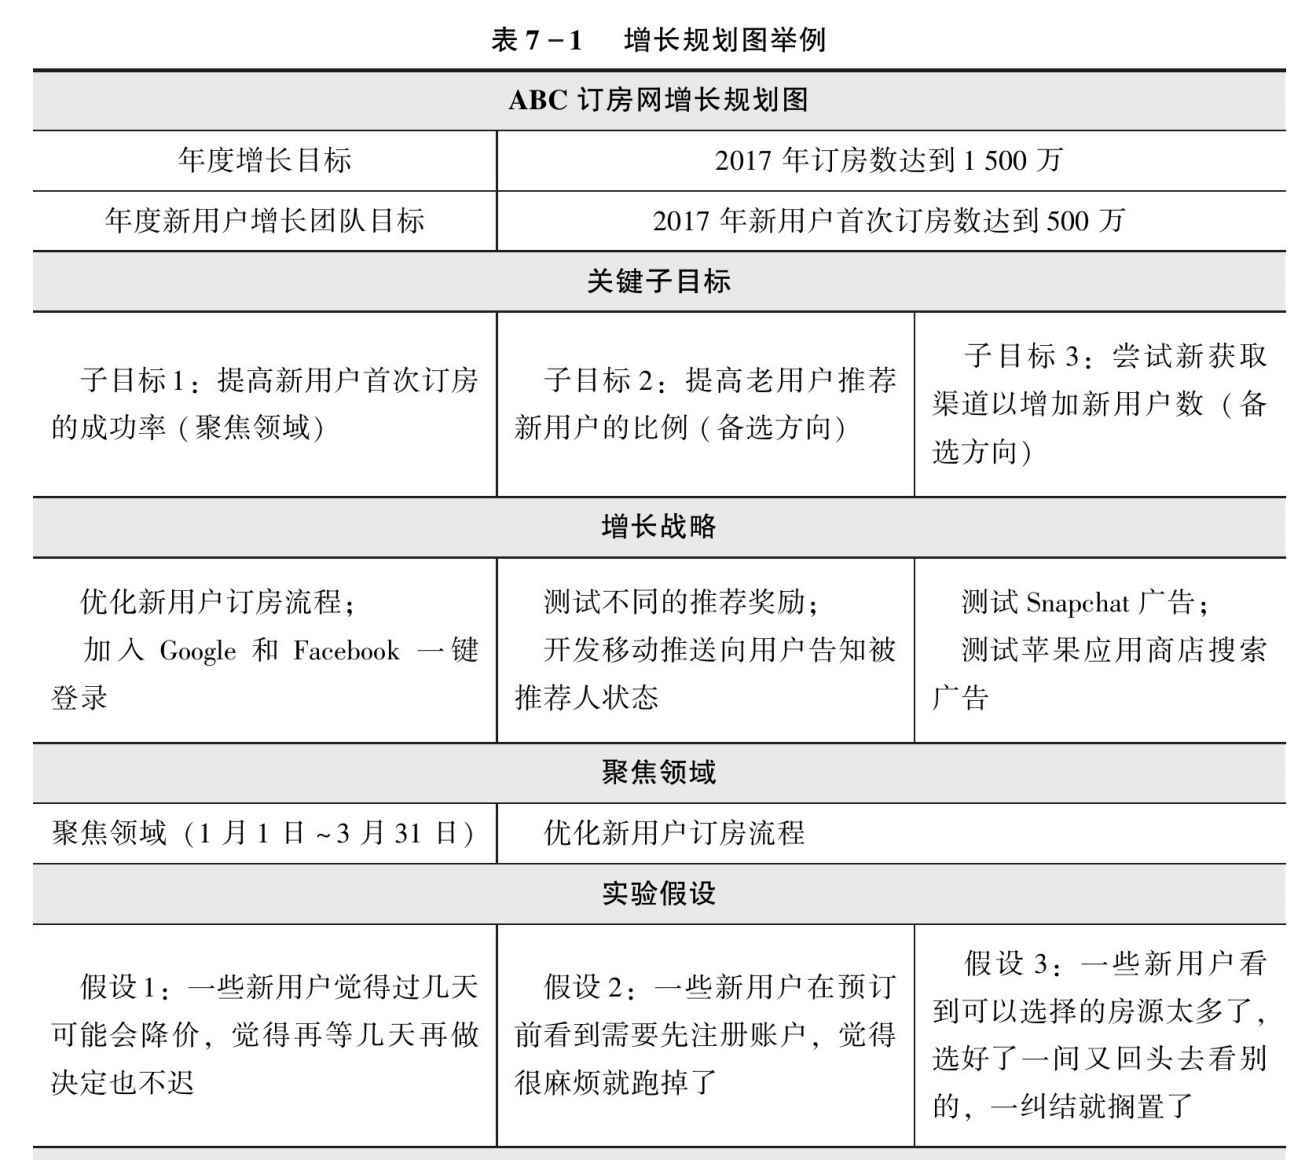 表 7-1 增长规划图举例
ABC 订房网增长规划图
年度增长目标
2017 年订房数达到 1 500 万
年度新用户增长团队目标
2017 年新用户首次订房数达到 500 万
关键子目标
子目标 1：提高新用户首次订房
的成功率（聚焦领域）
子目标 2：提高老用户推荐
新用户的比例（备选方向）
子目标 3：尝试新获取
渠道以增加新用户数（备
选方向）
增长战略
优化新用户订房流程；
加入 Google 和 Facebook 一键
登录
测试不同的推荐奖励；
开发移动推送向用户告知被
推荐人状态
测试 Snapchat 广告；
测试苹果应用商店搜索
广告
聚焦领域
聚焦领域（1 月 1 日 ~3 月 31 日）
优化新用户订房流程
实验假设
假设 1：一些新用户觉得过几天
可能会降价，觉得再等几天再做
决定也不迟
假设 2：一些新用户在预订
前看到需要先注册账户，觉得
很麻烦就跑掉了
假设 3：一些新用户看
到可以选择的房源太多了，
选好了一间又回头去看别
的，一纠结就搁置了